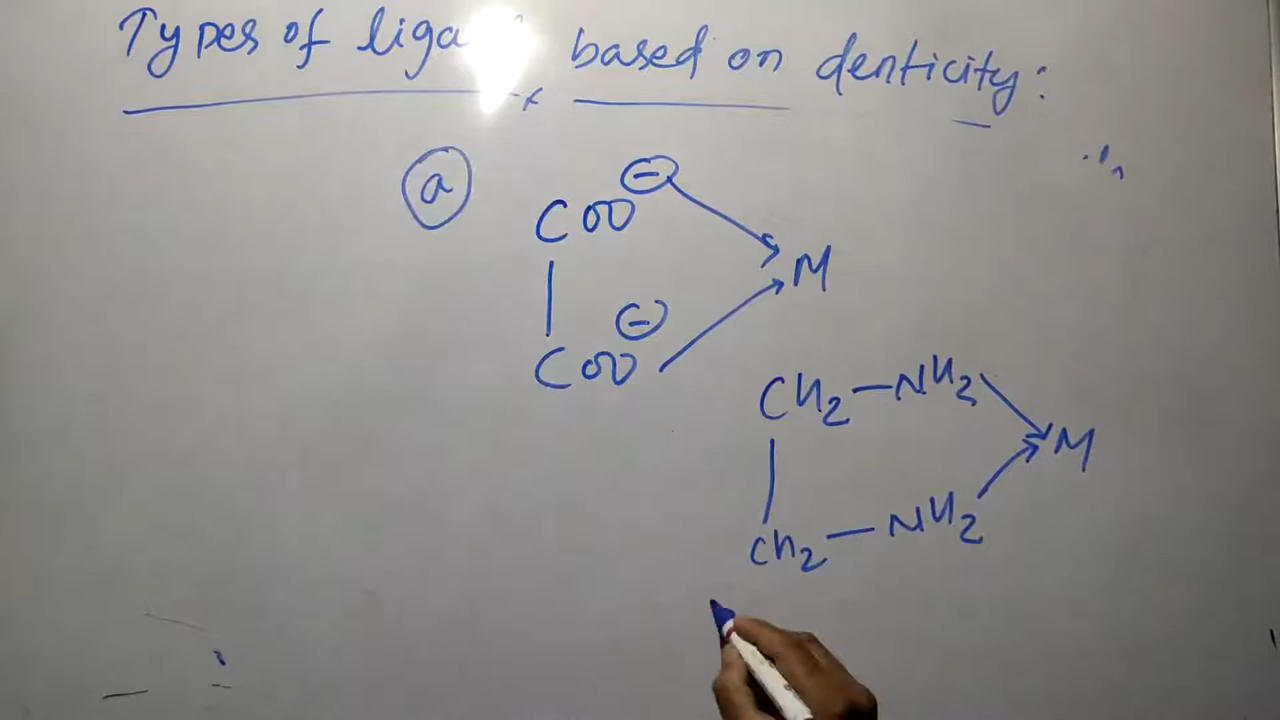 Types of liga based on denticity:
a
COO⊖
M
COO⊖
CH2-NH2
M
CH2-NH2